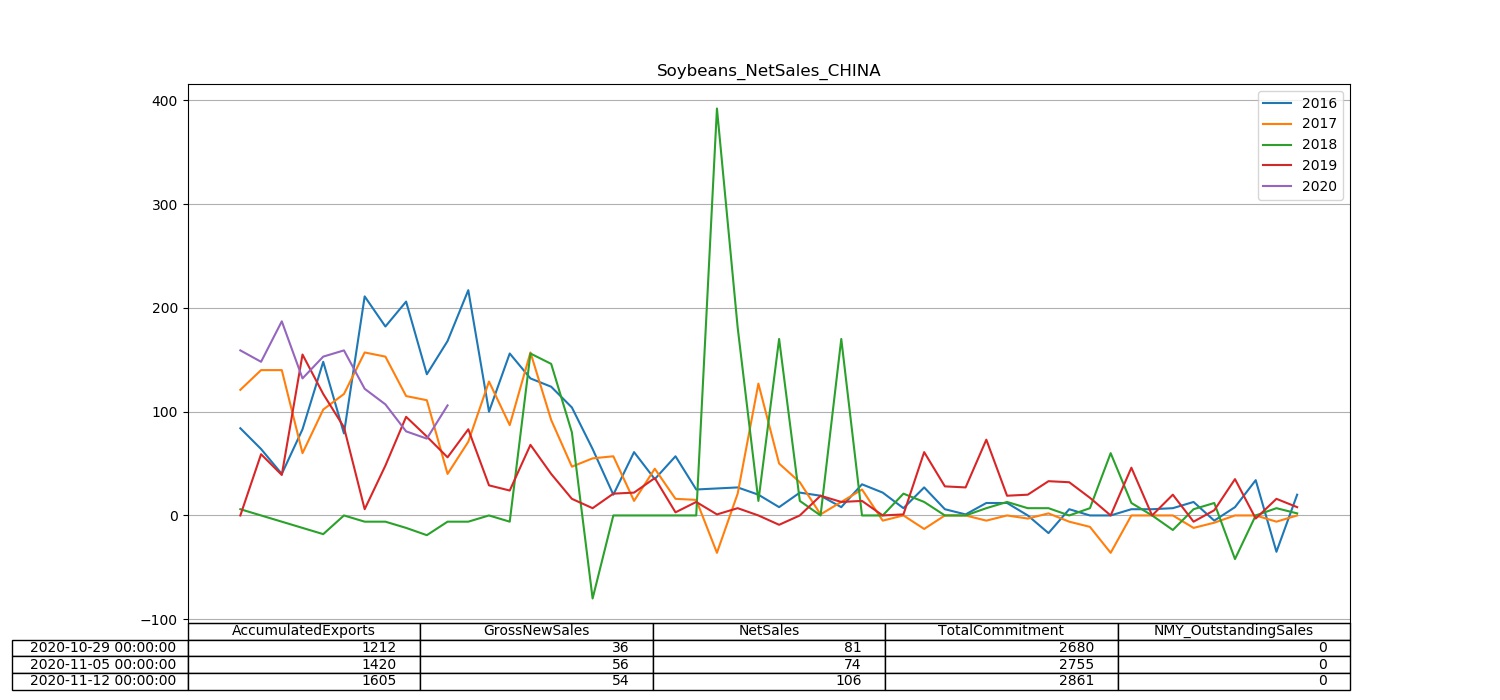 Soybeans_NetSales_CHINA
400
300
200
100
0
−100
2016
2017
2018
2019
2020
AccumulatedExports GrossNewSales NetSales TotalCommitment NMY_OutstandingSales
2020-10-29 00:00:00 1212 36 81 2680 0
2020-11-05 00:00:00 1420 56 74 2755 0
2020-11-12 00:00:00 1605 54 106 2861 0